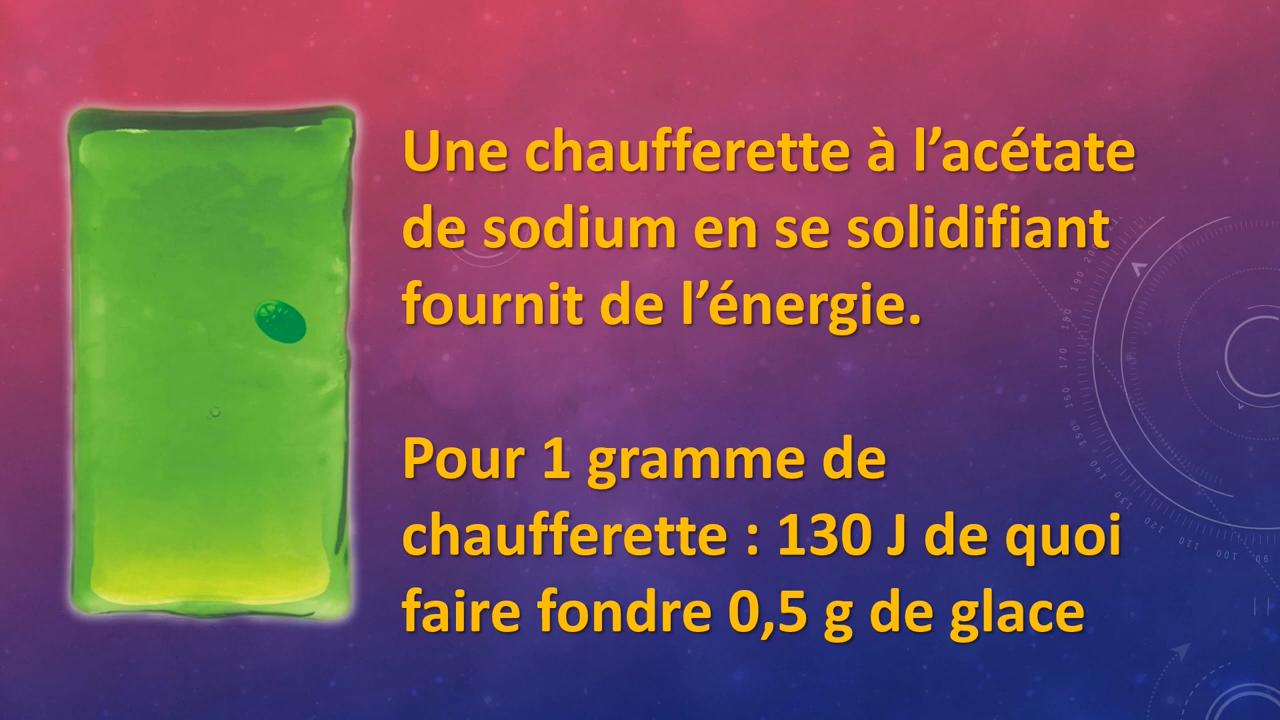 Une chaufferette à l’acétate
de sodium en se solidifiant
fournit de l’énergie.
Pour 1 gramme de
chaufferette : 130 J de quoi
faire fondre 0,5 g de glace